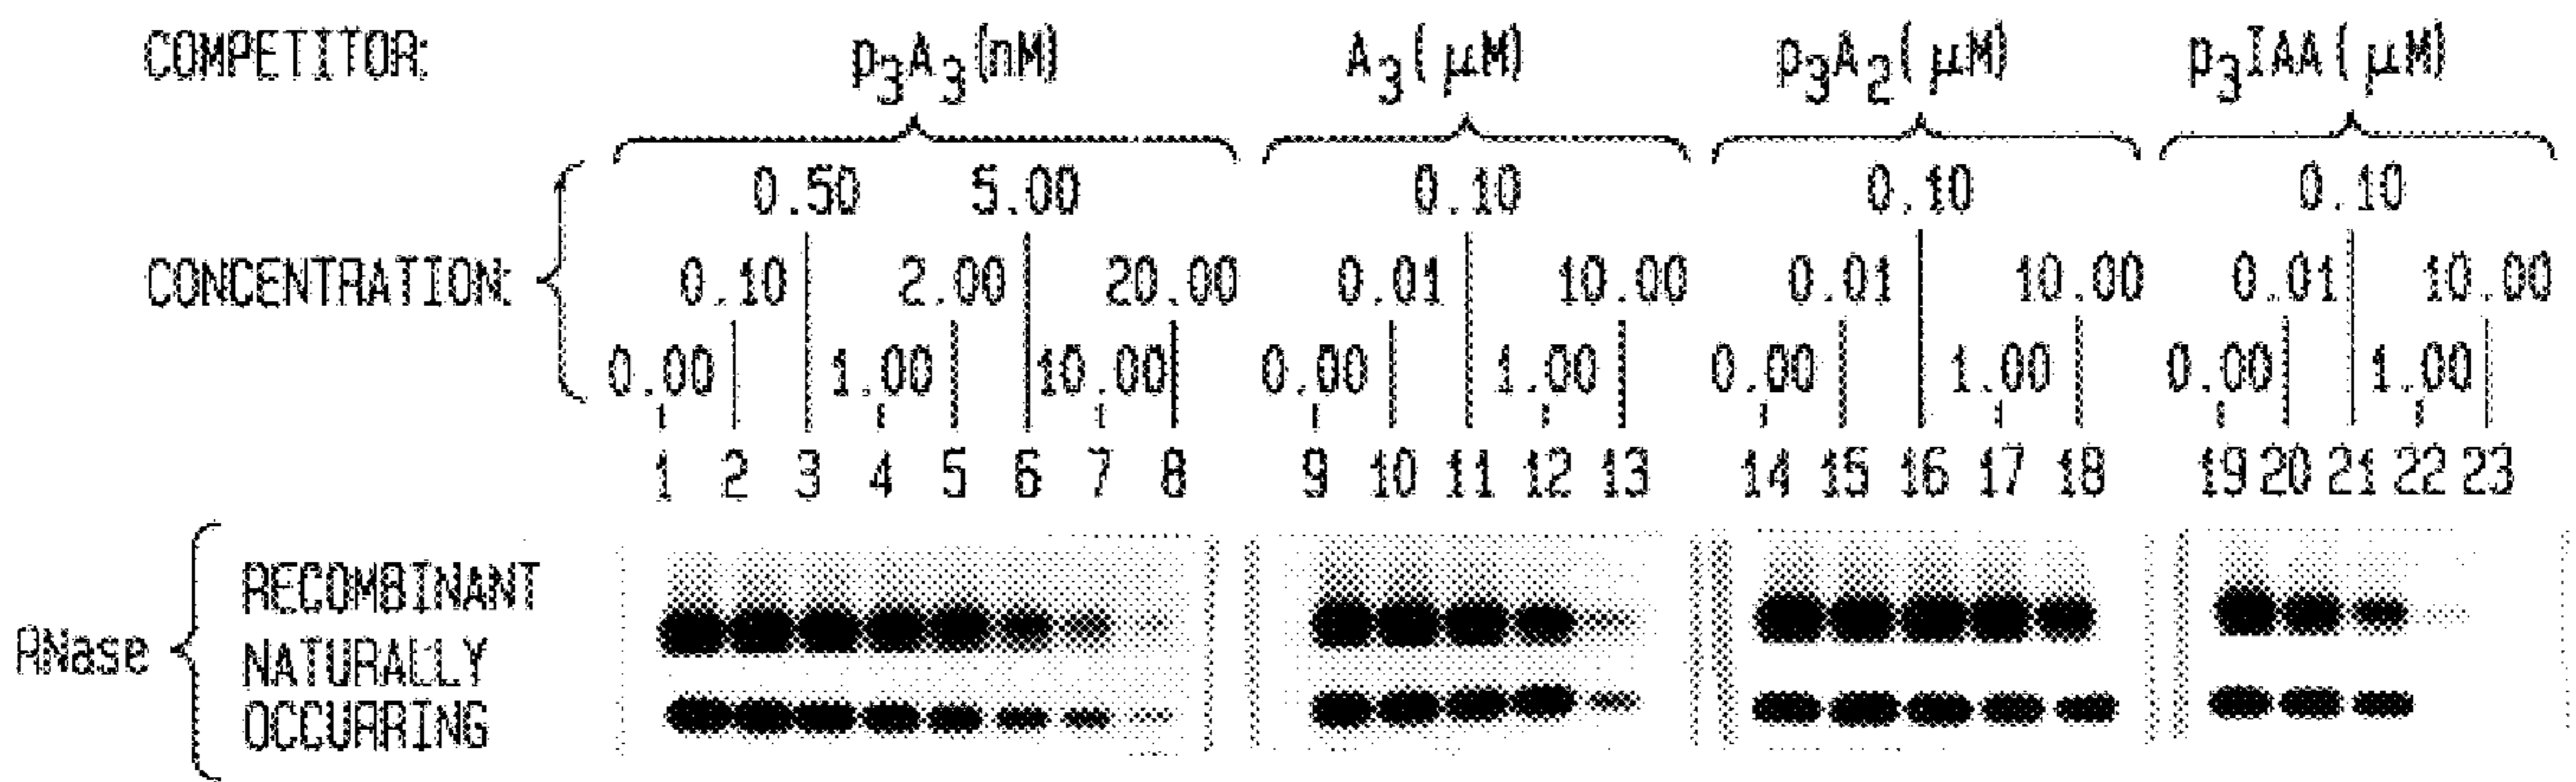 COMPETITOR: p3A3(nM) A3(μM) p3A2(μM) p3IAA(μM)
0.50 5.00 0.10 0.10 0.10
CONCENTRATION: 0.10 2.00 20.00 0.01 10.00 0.01 10.00 0.01 10.00
0.00 1.00 10.00 0.00 1.00 0.00 1.00 0.00 1.00
1 2 3 4 5 6 7 8 9 10 11 12 13 14 15 16 17 18 19 20 21 22 23
RECOMBINANT
RNase NATURALLY
OCCURRING